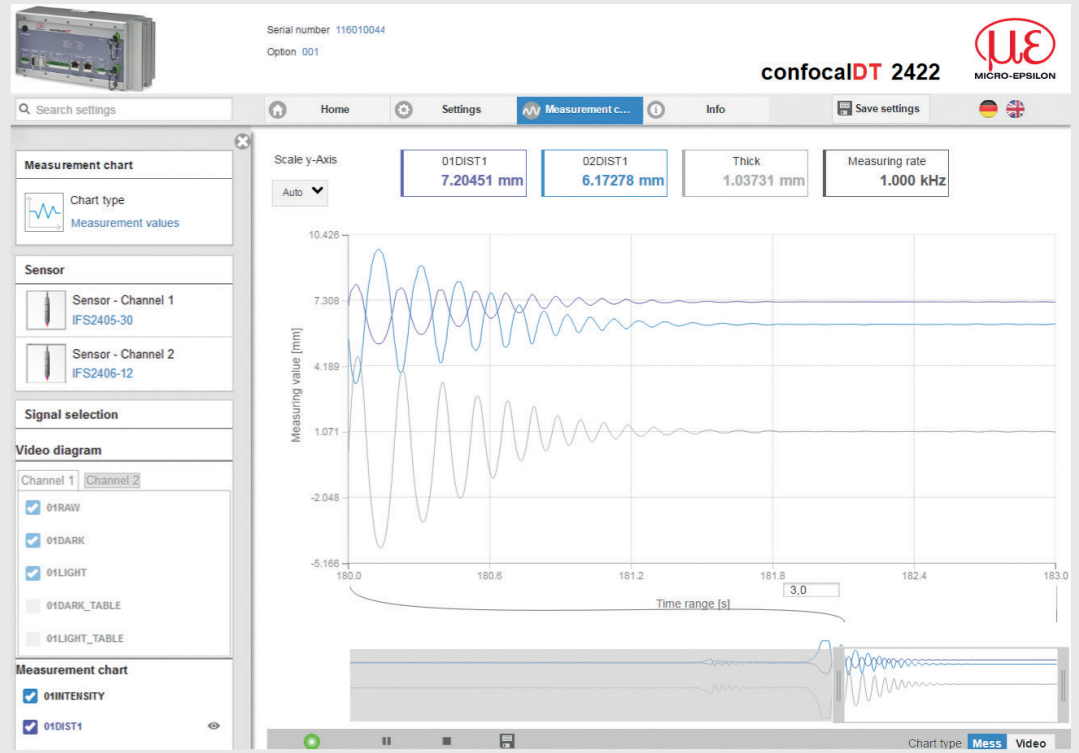 Serial number 116010044
Option 001
confocalDT 2422
με
MICRO-EPSILON
Search settings
Home
Settings
Measurement c...
Info
Save settings
Measurement chart
Chart type
Measurement values
Sensor
Sensor - Channel 1
IFS2405-30
Sensor - Channel 2
IFS2406-12
Signal selection
Video diagram
Channel 1 Channel 2
01RAW
01DARK
01LIGHT
01DARK_TABLE
01LIGHT_TABLE
Measurement chart
01INTENSITY
01DIST1
Scale y-Axis
Auto
01DIST1
7.20451 mm
02DIST1
6.17278 mm
Thick
1.03731 mm
Measuring rate
1.000 kHz
Measuring value [mm]
10.426
7.308
4.189
1.071
-2.048
-5.166
180.0 180.6 181.2 181.8 182.4 183.0
3,0
Time range [s]
Chart type Mess Video